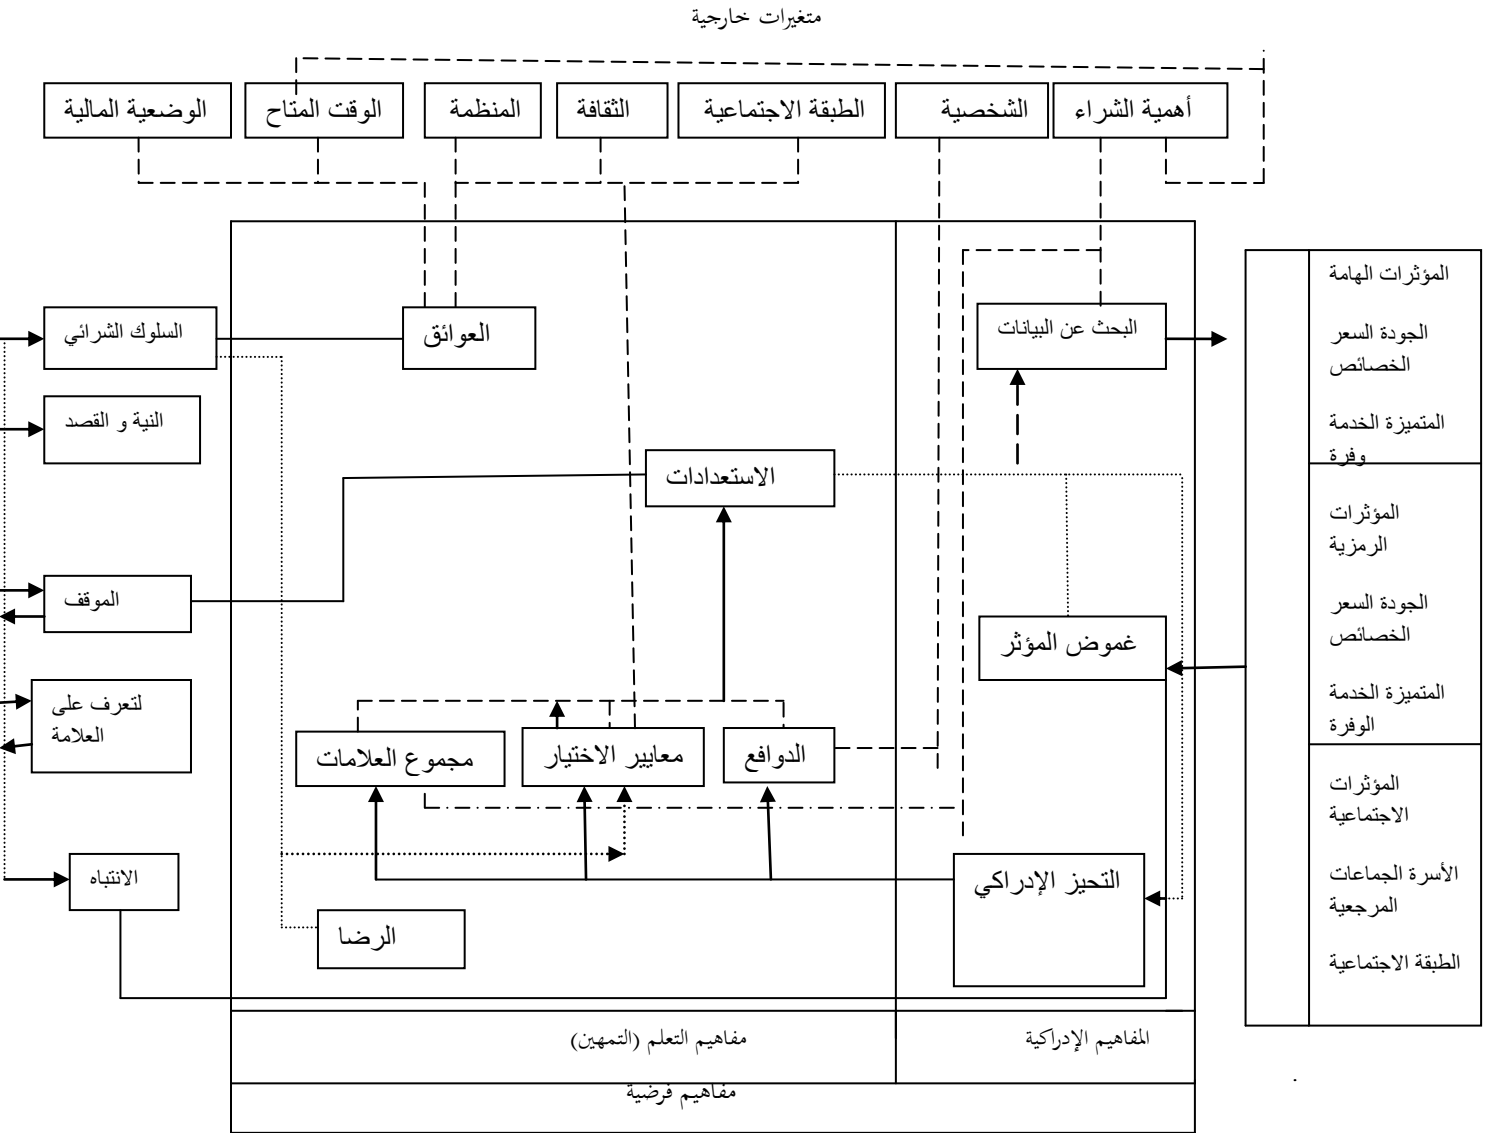 متغيرات خارجية
أهمية الشراء
الشخصية
الطبقة الاجتماعية
الثقافة
المنظمة
الوقت المتاح
الوضعية المالية
المؤثرات الهامة
الجودة السعر
الخصائص
المتميزة الخدمة
وفرة
المؤثرات
الرمزية
الجودة السعر
الخصائص
المتميزة الخدمة
الوفرة
المؤثرات
الاجتماعية
الأسرة الجماعات
المرجعية
الطبقة الاجتماعية
البحث عن البيانات
غموض المؤثر
التحيز الإدراكي
العوائق
الاستعدادات
الدوافع
معايير الاختيار
مجموع العلامات
الرضا
السلوك الشرائي
النية و القصد
الموقف
لتعرف على
العلامة
الانتباه
المفاهيم الإدراكية
مفاهيم التعلم (التمهين)
مفاهيم فرضية